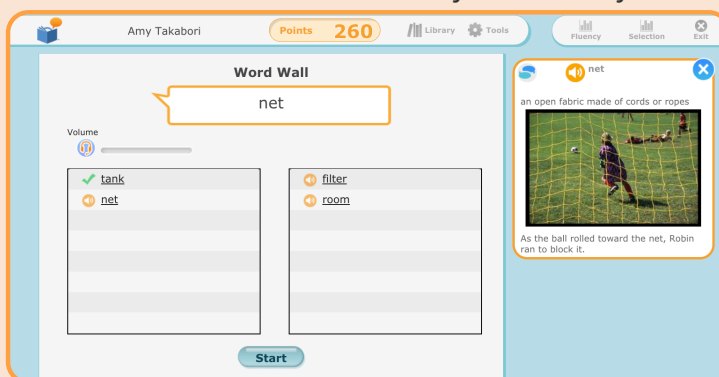 Amy Takabori
Points 260
Library
Tools
Fluency
Selection
Exit
Word Wall
net
Volume
tank
net
filter
room
Start
net
an open fabric made of cords or ropes
As the ball rolled toward the net, Robin
ran to block it.